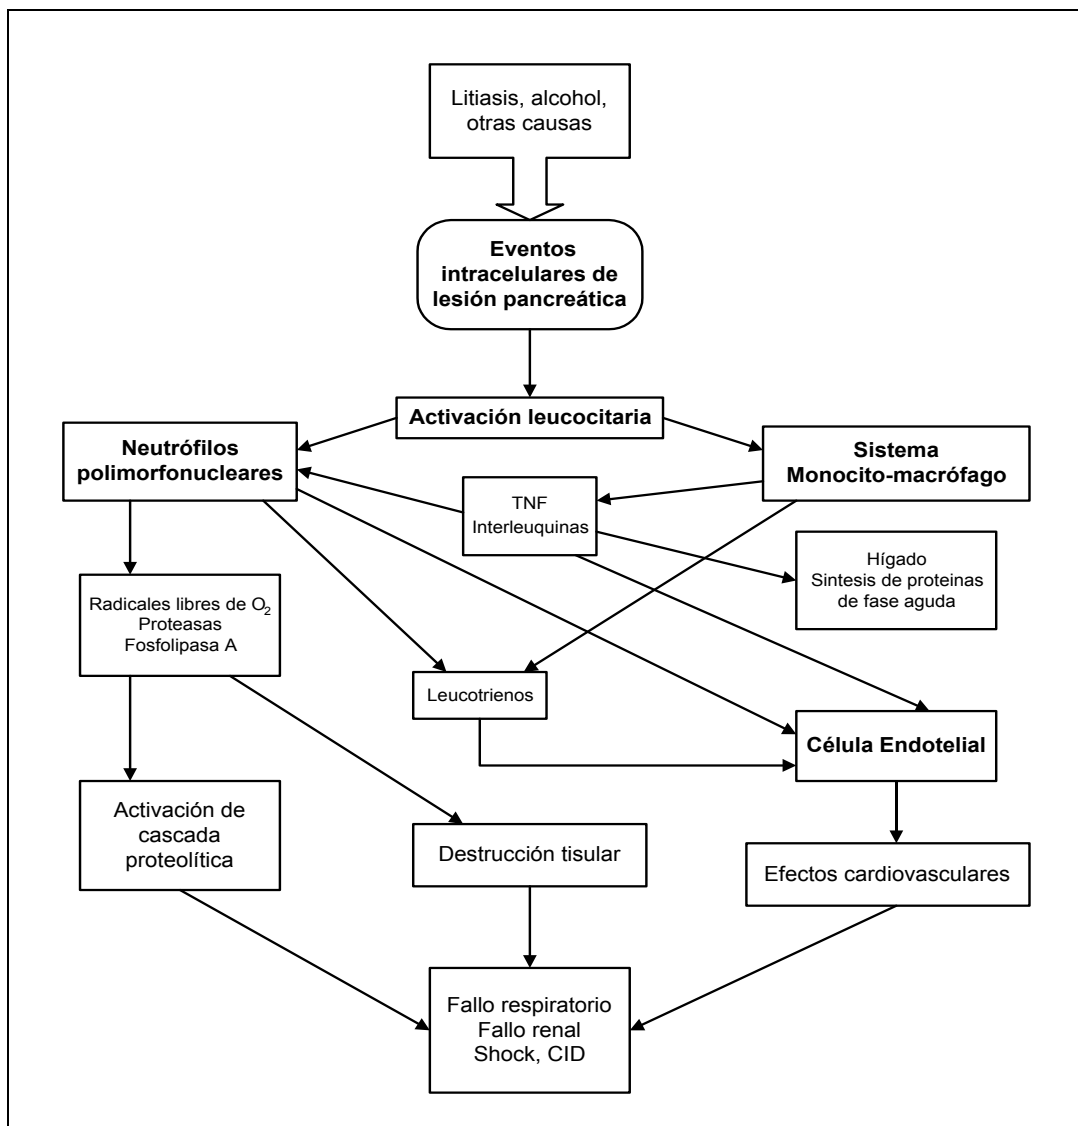 Litiasis, alcohol,
otras causas
Eventos
intracelulares de
lesión pancreática
Activación leucocitaria
Neutrófilos
polimorfonucleares
Sistema
Monocito-macrófago
TNF
Interleuquinas
Hígado
Sintesis de proteinas
de fase aguda
Radicales libres de O₂
Proteasas
Fosfolipasa A
Leucotrienos
Célula Endotelial
Activación de
cascada
proteolítica
Destrucción tisular
Efectos cardiovasculares
Fallo respiratorio
Fallo renal
Shock, CID